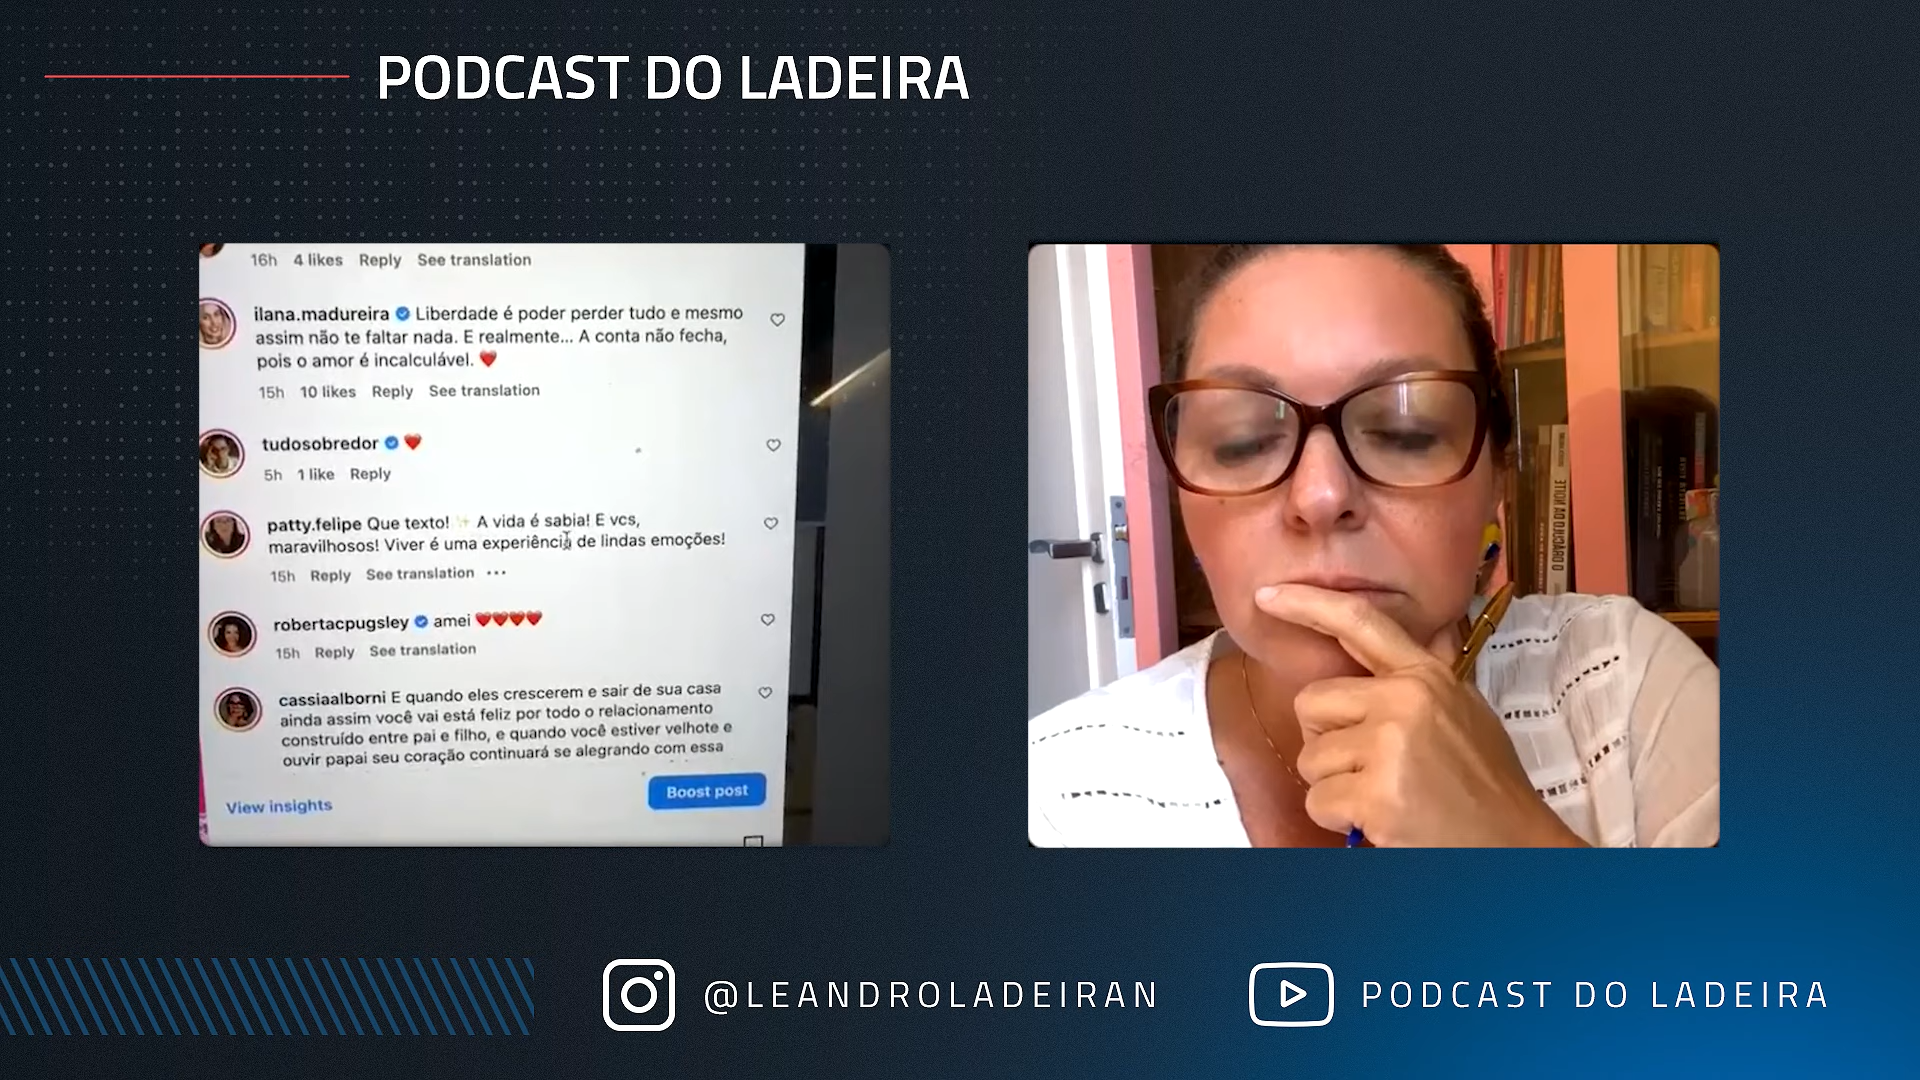 PODCAST DO LADEIRA
16h 4 likes Reply See translation
ilana.madureira Liberdade é poder perder tudo e mesmo
assim não te faltar nada. E realmente... A conta não fecha,
pois o amor é incalculável. ❤️
15h 10 likes Reply See translation
tudosobredor ❤️
5h 1 like Reply
patty.felipe Que texto! ✨ A vida é sabia! E vcs,
maravilhosos! Viver é uma experiência de lindas emoções!
15h Reply See translation ...
robertacpugsley amei ❤️❤️❤️❤️
15h Reply See translation
cassiaalborni E quando eles crescerem e sair de sua casa
ainda assim você vai está feliz por todo o relacionamento
construído entre pai e filho, e quando você estiver velhote e
ouvir papai seu coração continuará se alegrando com essa
View insights
Boost post
@LEANDROLADEIRAN
PODCAST DO LADEIRA